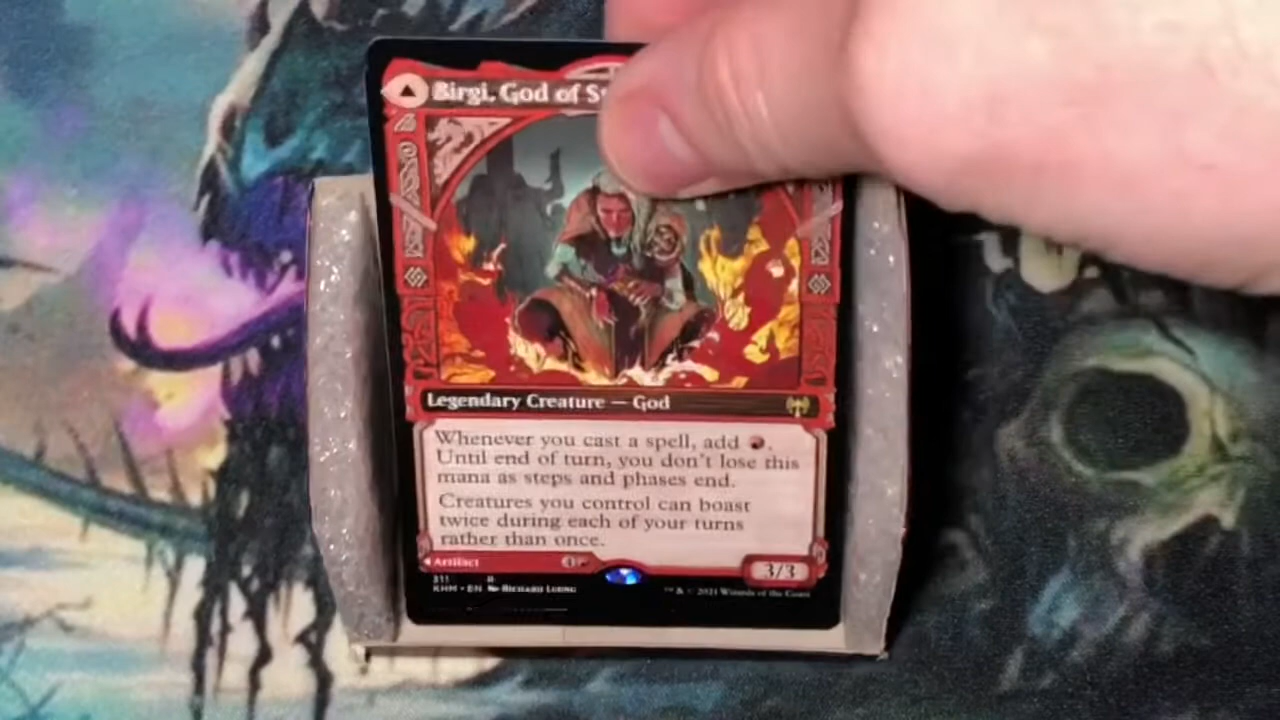 Birgi, God of S
Legendary Creature — God
Whenever you cast a spell, add
Until end of turn, you don't lose this
mana as steps and phases end.
Creatures you control can boast
twice during each of your turns
rather than once.
Artifact
3/3
311 R
KHM • EN Richard Luong
™ & © 2021 Wizards of the Coast